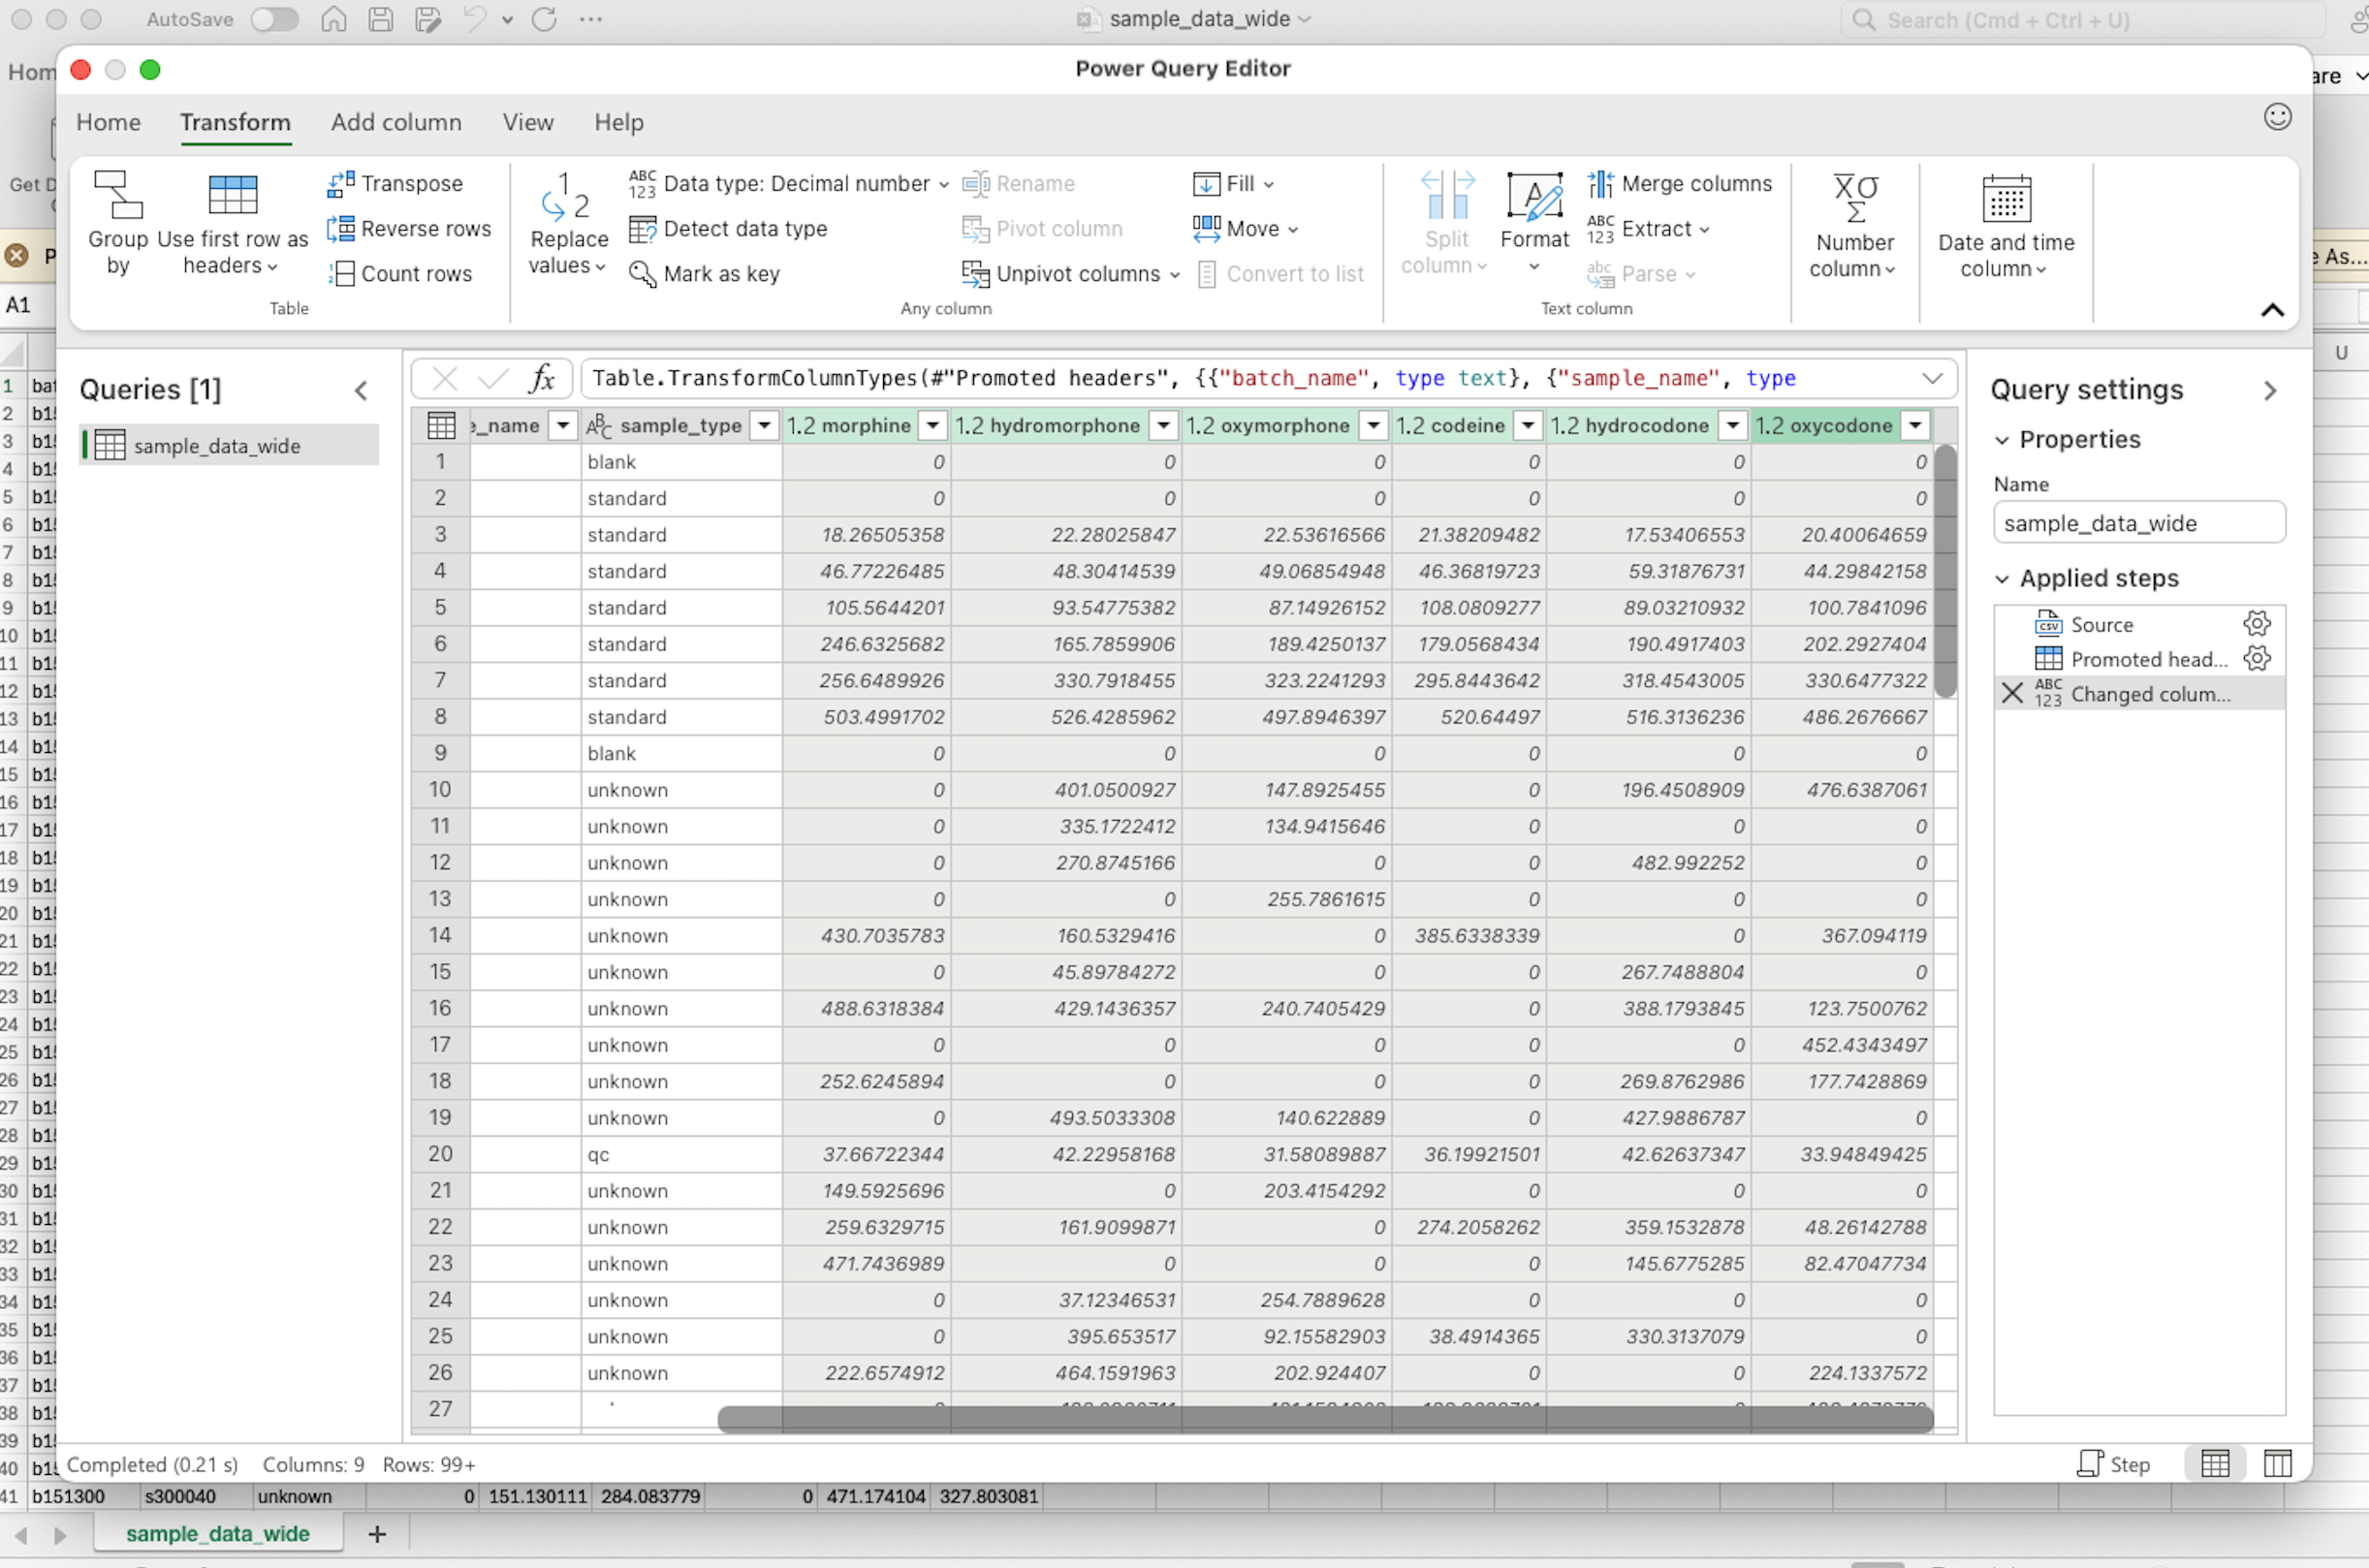 AutoSave
sample_data_wide
Search (Cmd + Ctrl + U)
Power Query Editor
Home Transform Add column View Help
Group by
Use first row as headers
Transpose
Reverse rows
Count rows
Table
Replace values
Data type: Decimal number
Detect data type
Mark as key
Rename
Pivot column
Unpivot columns
Fill
Move
Convert to list
Any column
Split column
Format
Merge columns
Extract
Parse
Text column
Number column
Date and time column
A1
U
Queries [1]
sample_data_wide
fx Table.TransformColumnTypes(#"Promoted headers", {{"batch_name", type text}, {"sample_name", type
e_name sample_type 1.2 morphine 1.2 hydromorphone 1.2 oxymorphone 1.2 codeine 1.2 hydrocodone 1.2 oxycodone
1 blank 0 0 0 0 0 0
2 standard 0 0 0 0 0 0
3 standard 18.26505358 22.28025847 22.53616566 21.38209482 17.53406553 20.40064659
4 standard 46.77226485 48.30414539 49.06854948 46.36819723 59.31876731 44.29842158
5 standard 105.5644201 93.54775382 87.14926152 108.0809277 89.03210932 100.7841096
6 standard 246.6325682 165.7859906 189.4250137 179.0568434 190.4917403 202.2927404
7 standard 256.6489926 330.7918455 323.2241293 295.8443642 318.4543005 330.6477322
8 standard 503.4991702 526.4285962 497.8946397 520.64497 516.3136236 486.2676667
9 blank 0 0 0 0 0 0
10 unknown 0 401.0500927 147.8925455 0 196.4508909 476.6387061
11 unknown 0 335.1722412 134.9415646 0 0 0
12 unknown 0 270.8745166 0 0 482.992252 0
13 unknown 0 0 255.7861615 0 0 0
14 unknown 430.7035783 160.5329416 0 385.6338339 0 367.094119
15 unknown 0 45.89784272 0 0 267.7488804 0
16 unknown 488.6318384 429.1436357 240.7405429 0 388.1793845 123.7500762
17 unknown 0 0 0 0 0 452.4343497
18 unknown 252.6245894 0 0 0 269.8762986 177.7428869
19 unknown 0 493.5033308 140.622889 0 427.9886787 0
20 qc 37.66722344 42.22958168 31.58089887 36.19921501 42.62637347 33.94849425
21 unknown 149.5925696 0 203.4154292 0 0 0
22 unknown 259.6329715 161.9099871 0 274.2058262 359.1532878 48.26142788
23 unknown 471.7436989 0 0 0 145.6775285 82.47047734
24 unknown 0 37.12346531 254.7889628 0 0 0
25 unknown 0 395.653517 92.15582903 38.4914365 330.3137079 0
26 unknown 222.6574912 464.1591963 202.924407 0 0 224.1337572
27
Query settings
Properties
Name
sample_data_wide
Applied steps
Source
Promoted head...
Changed colum...
Completed (0.21 s) Columns: 9 Rows: 99+
Step
41 b151300 s300040 unknown 0 151.130111 284.083779 0 471.174104 327.803081
sample_data_wide +